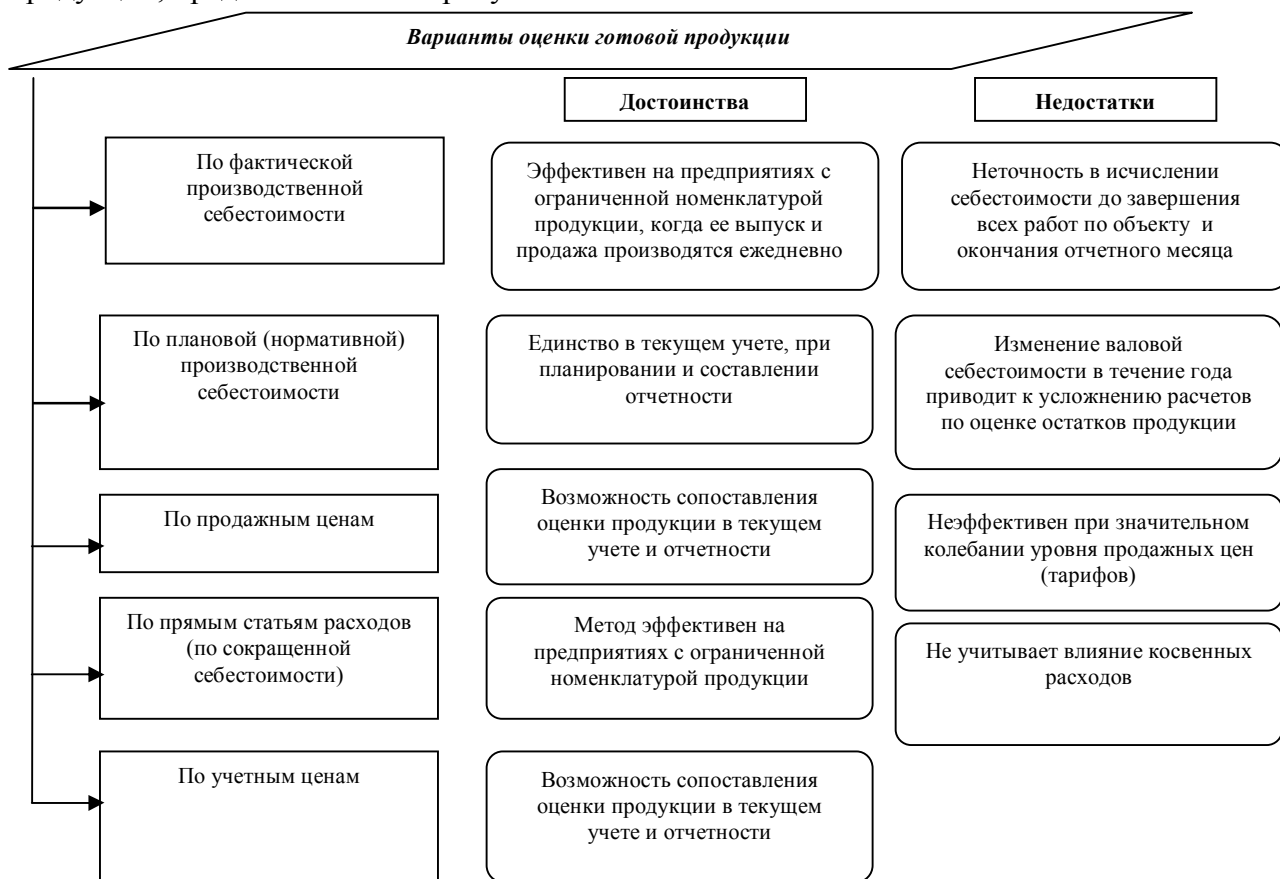 Варианты оценки готовой продукции
Достоинства
Недостатки
По фактической
производственной
себестоимости
Эффективен на предприятиях с
ограниченной номенклатурой
продукции, когда ее выпуск и
продажа производятся ежедневно
Неточность в исчислении
себестоимости до завершения
всех работ по объекту и
окончания отчетного месяца
По плановой (нормативной)
производственной
себестоимости
Единство в текущем учете, при
планировании и составлении
отчетности
Изменение валовой
себестоимости в течение года
приводит к усложнению расчетов
по оценке остатков продукции
По продажным ценам
Возможность сопоставления
оценки продукции в текущем
учете и отчетности
Неэффективен при значительном
колебании уровня продажных цен
(тарифов)
По прямым статьям расходов
(по сокращенной
себестоимости)
Метод эффективен на
предприятиях с ограниченной
номенклатурой продукции
Не учитывает влияние косвенных
расходов
По учетным ценам
Возможность сопоставления
оценки продукции в текущем
учете и отчетности